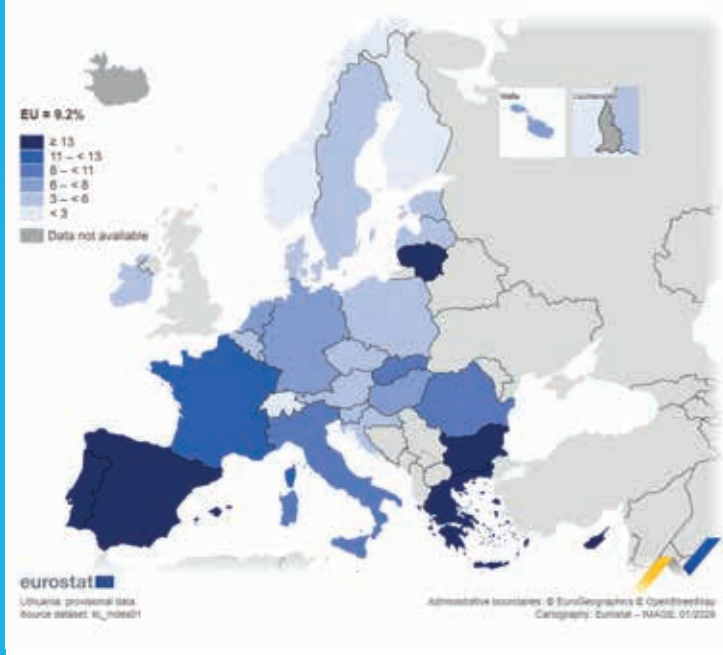 Malta
Liechtenstein
EU = 9.2%
≥ 13
11 – < 13
8 – < 11
6 – < 8
3 – < 6
< 3
Data not available
eurostat
Lithuania: provisional data.
Source dataset:
Administrative boundaries: © EuroGeographics © OpenStreetMap
Cartography: Eurostat – IMAGE, 01/2026